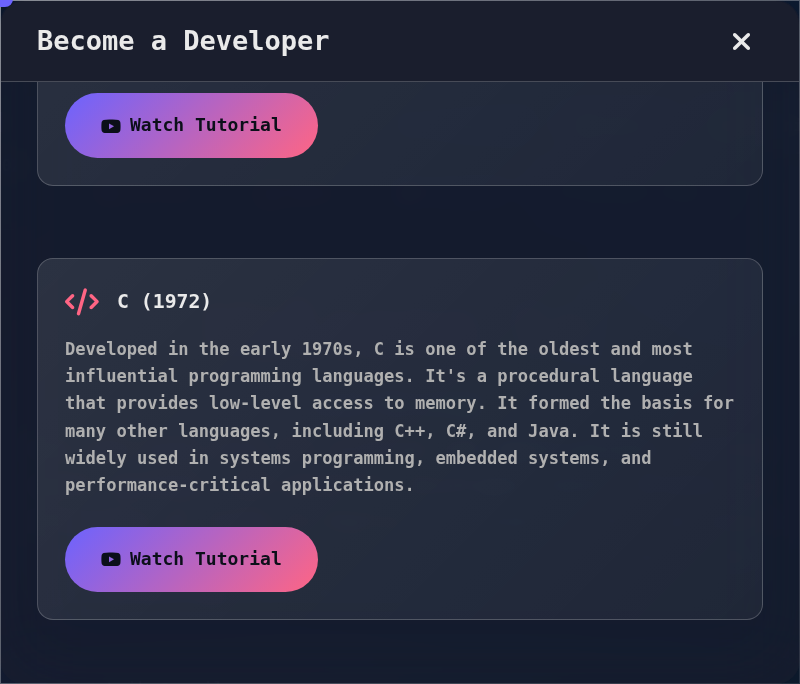 Become a Developer
Watch Tutorial
C (1972)
Developed in the early 1970s, C is one of the oldest and most
influential programming languages. It's a procedural language
that provides low-level access to memory. It formed the basis for
many other languages, including C++, C#, and Java. It is still
widely used in systems programming, embedded systems, and
performance-critical applications.
Watch Tutorial